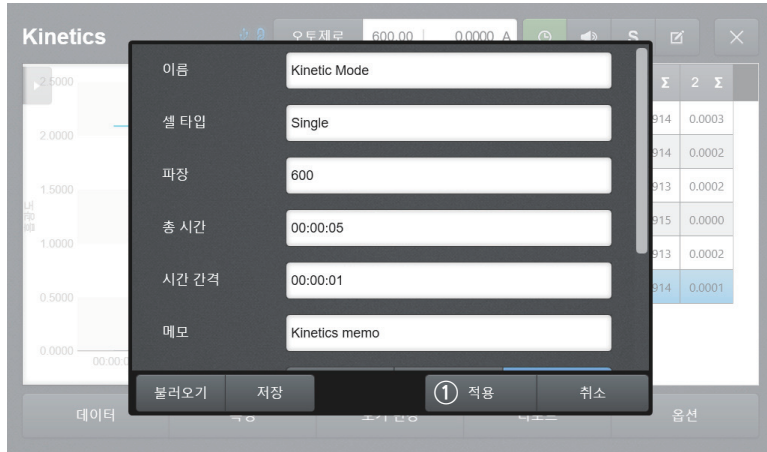 Kinetics
오토제로 600.00 0.0000 A S
이름 Kinetic Mode
셀 타입 Single
파장 600
총 시간 00:00:05
시간 간격 00:00:01
메모 Kinetics memo
불러오기 저장 ① 적용 취소
2.5000
2.0000
1.5000
1.0000
0.5000
0.0000
흡광도
Σ 2 Σ
914 0.0003
914 0.0002
913 0.0002
915 0.0000
913 0.0002
914 0.0001
데이터 옵션